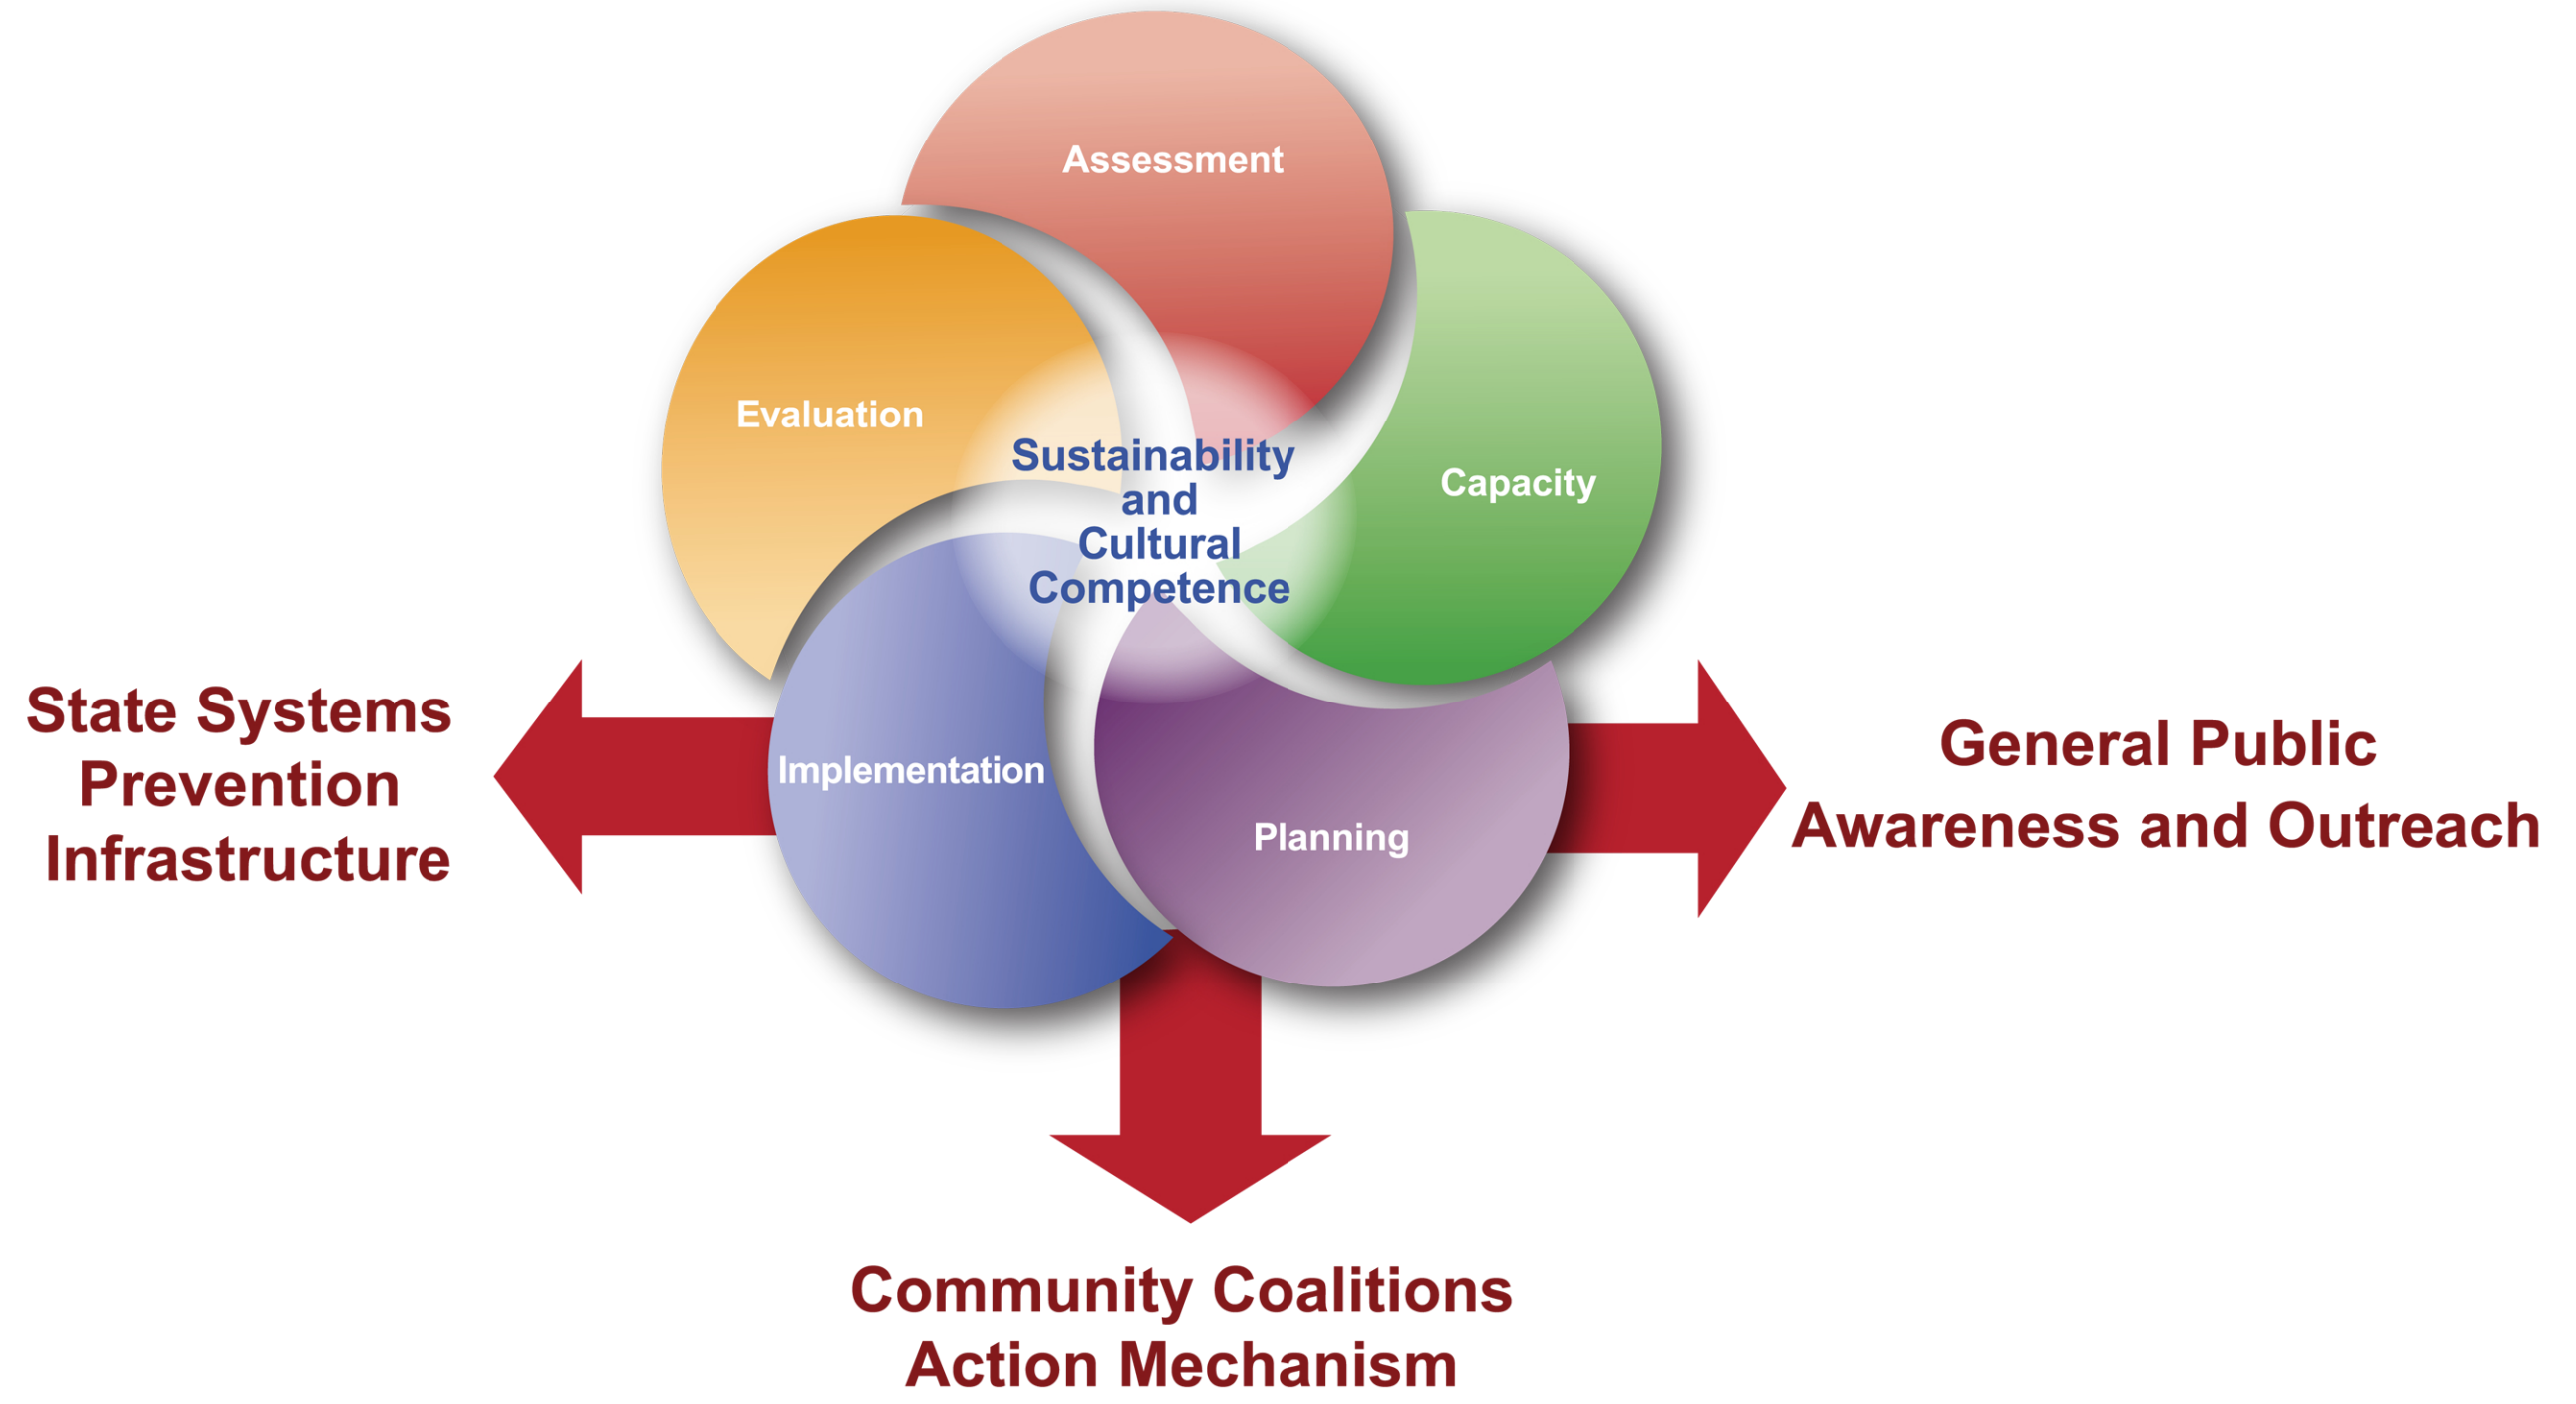 Assessment
Evaluation
Capacity
Sustainability
and
Cultural
Competence
Implementation
Planning
State Systems
Prevention
Infrastructure
General Public
Awareness and Outreach
Community Coalitions
Action Mechanism